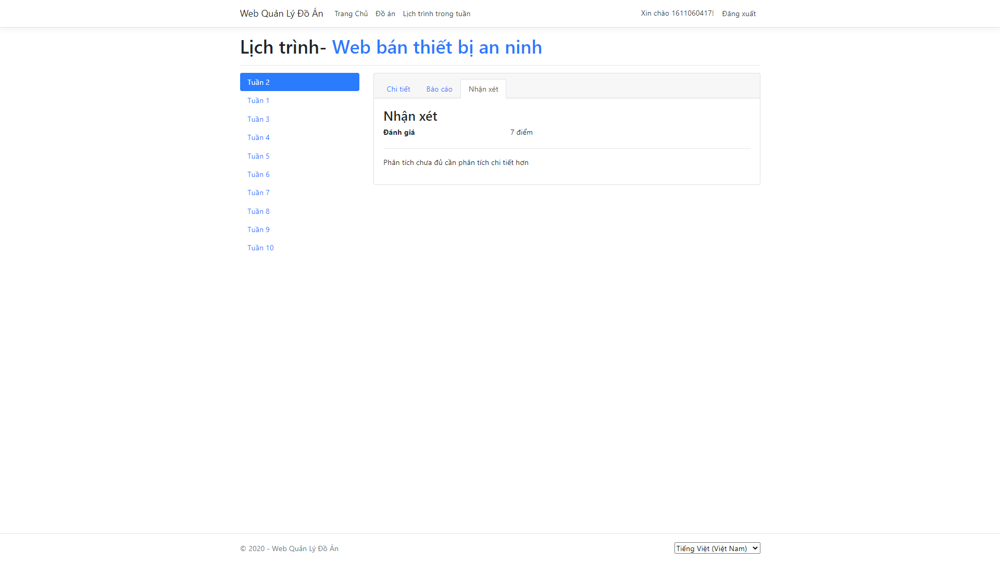 Web Quản Lý Đồ Án Trang Chủ Đồ án Lịch trình trong tuần Xin chào 1611060417! Đăng xuất
Lịch trình- Web bán thiết bị an ninh
Tuần 2
Tuần 1
Tuần 3
Tuần 4
Tuần 5
Tuần 6
Tuần 7
Tuần 8
Tuần 9
Tuần 10
Chi tiết Báo cáo Nhận xét
Nhận xét
Đánh giá 7 điểm
Phân tích chưa đủ cần phân tích chi tiết hơn
© 2020 - Web Quản Lý Đồ Án
Tiếng Việt (Việt Nam)